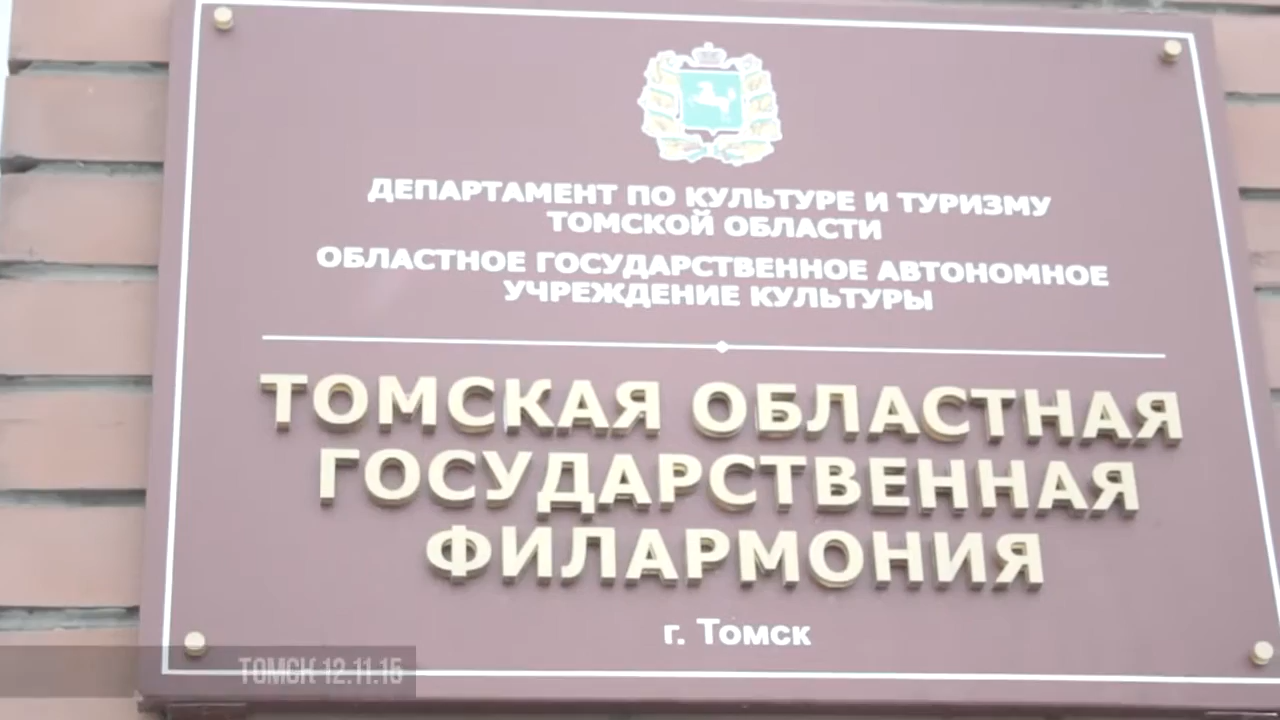 ДЕПАРТАМЕНТ ПО КУЛЬТУРЕ И ТУРИЗМУ
ТОМСКОЙ ОБЛАСТИ
ОБЛАСТНОЕ ГОСУДАРСТВЕННОЕ АВТОНОМНОЕ
УЧРЕЖДЕНИЕ КУЛЬТУРЫ
ТОМСКАЯ ОБЛАСТНАЯ
ГОСУДАРСТВЕННАЯ
ФИЛАРМОНИЯ
г. Томск
ТОМСК 12.11.15